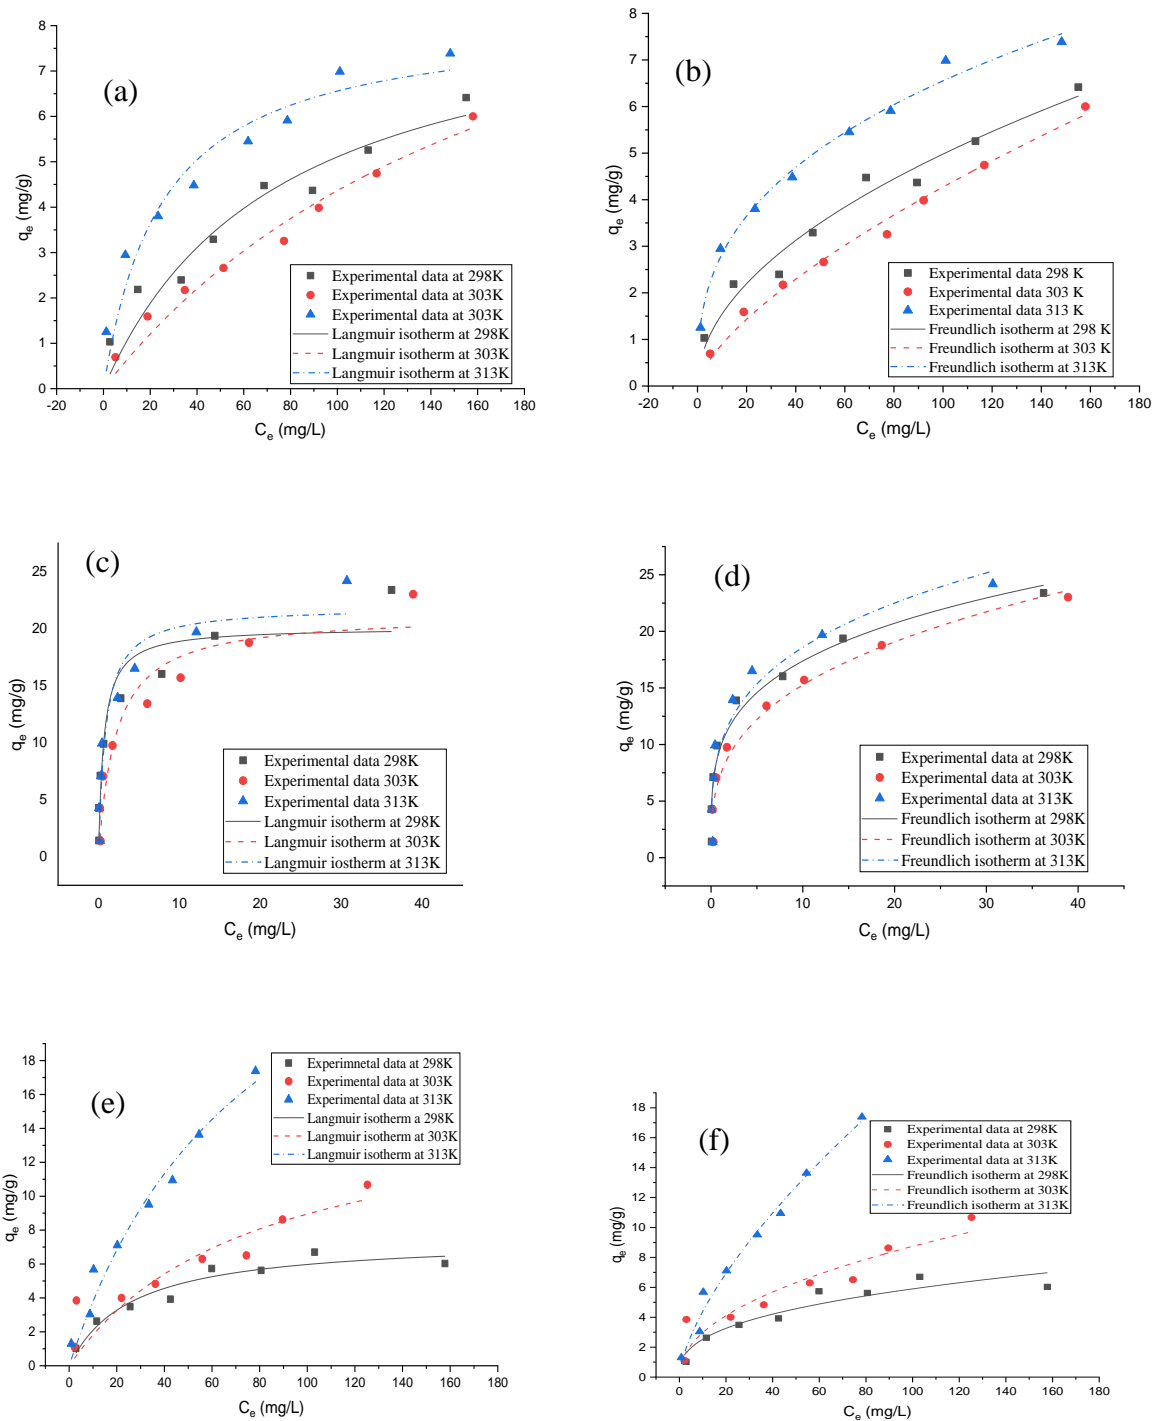 (a)
8
7
6
5
4
3
2
1
0
qe (mg/g)
-20 0 20 40 60 80 100 120 140 160 180
Ce (mg/L)
Experimental data at 298K
Experimental data at 303K
Experimental data at 303K
Langmuir isotherm at 298K
Langmuir isotherm at 303K
Langmuir isotherm at 313K
(b)
8
7
6
5
4
3
2
1
0
qe (mg/g)
-20 0 20 40 60 80 100 120 140 160 180
Ce (mg/L)
Experimental data 298 K
Experimental data 303 K
Experimental data 313 K
Freundlich isotherm at 298 K
Freundlich isotherm at 303 K
Freundlich isotherm at 313K
(c)
25
20
15
10
5
0
qe (mg/g)
0 10 20 30 40
Ce (mg/L)
Experimental data 298K
Experimental data 303K
Experimental data 313K
Langmuir isotherm at 298K
Langmuir isotherm at 303K
Langmuir isotherm at 313K
(d)
25
20
15
10
5
0
qe (mg/g)
0 10 20 30 40
Ce (mg/L)
Experimental data at 298K
Experimental data at 303K
Experimental data at 313K
Freundlich isotherm at 298K
Freundlich isotherm at 303K
Freundlich isotherm at 313K
(e)
18
16
14
12
10
8
6
4
2
0
qe (mg/g)
0 20 40 60 80 100 120 140 160 180
Ce (mg/L)
Experimnetal data at 298K
Experimental data at 303K
Experimental data at 313K
Langmuir isotherm a 298K
Langmuir isotherm at 303K
Langmuir isotherm at 313K
(f)
18
16
14
12
10
8
6
4
2
0
qe (mg/g)
0 20 40 60 80 100 120 140 160 180
Ce (mg/L)
Experimental data at 298K
Experimental data at 303K
Experimental data at 313K
Freundlich isotherm at 298K
Freundlich isotherm at 303K
Freundlich isotherm at 313K